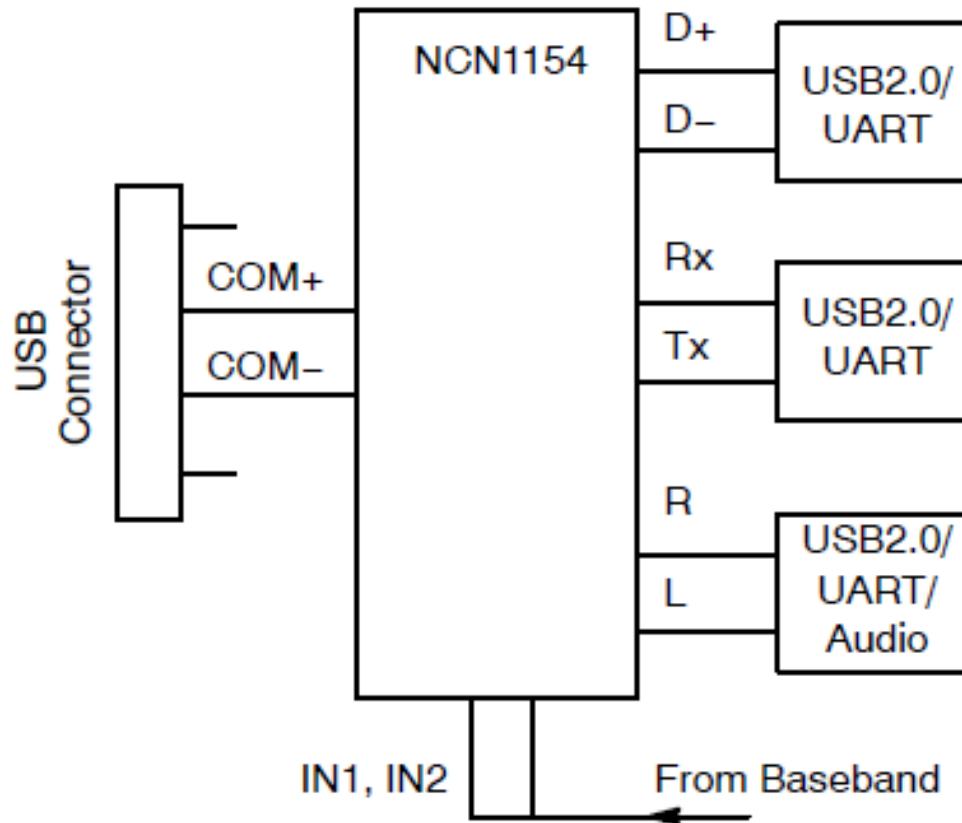 NCN1154
D+
D−
USB2.0/
UART
USB
Connector
COM+
COM−
Rx
Tx
USB2.0/
UART
R
L
USB2.0/
UART/
Audio
IN1, IN2
From Baseband